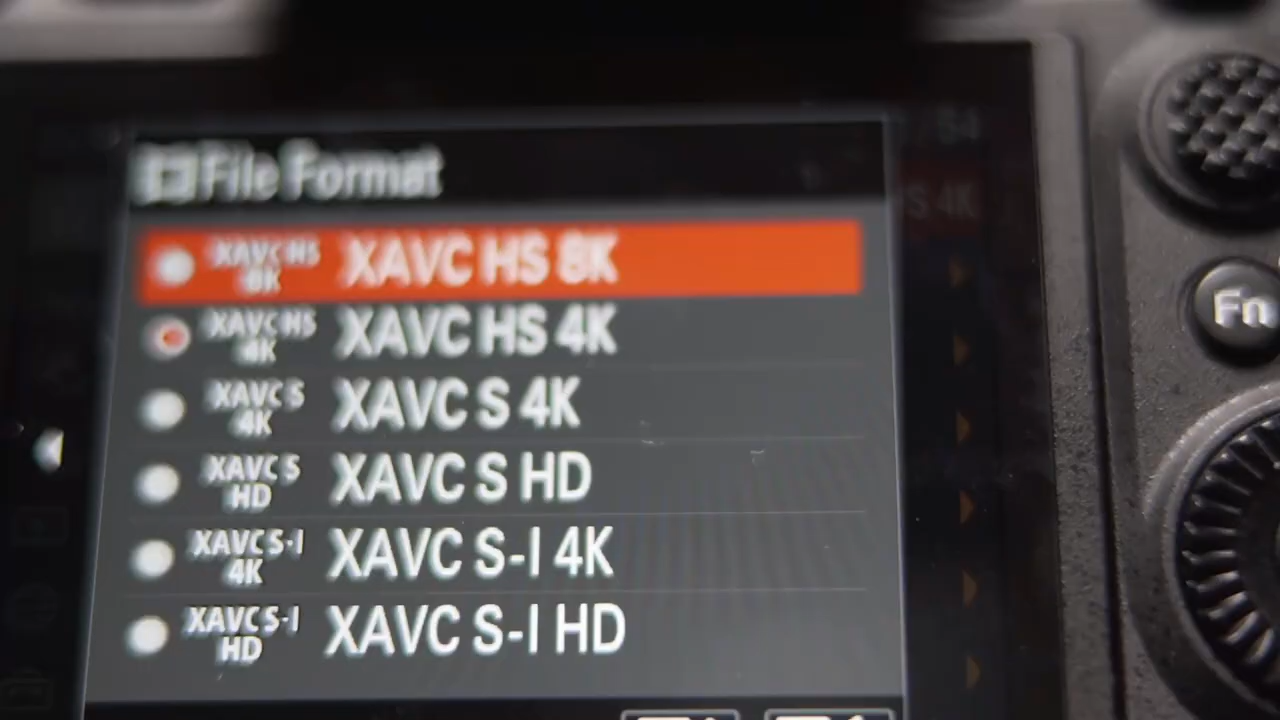 File Format
XAVC HS 8K XAVC HS 8K
XAVC HS 4K XAVC HS 4K
XAVC S 4K XAVC S 4K
XAVC S HD XAVC S HD
XAVC S-I 4K XAVC S-I 4K
XAVC S-I HD XAVC S-I HD
S 4K
Fn